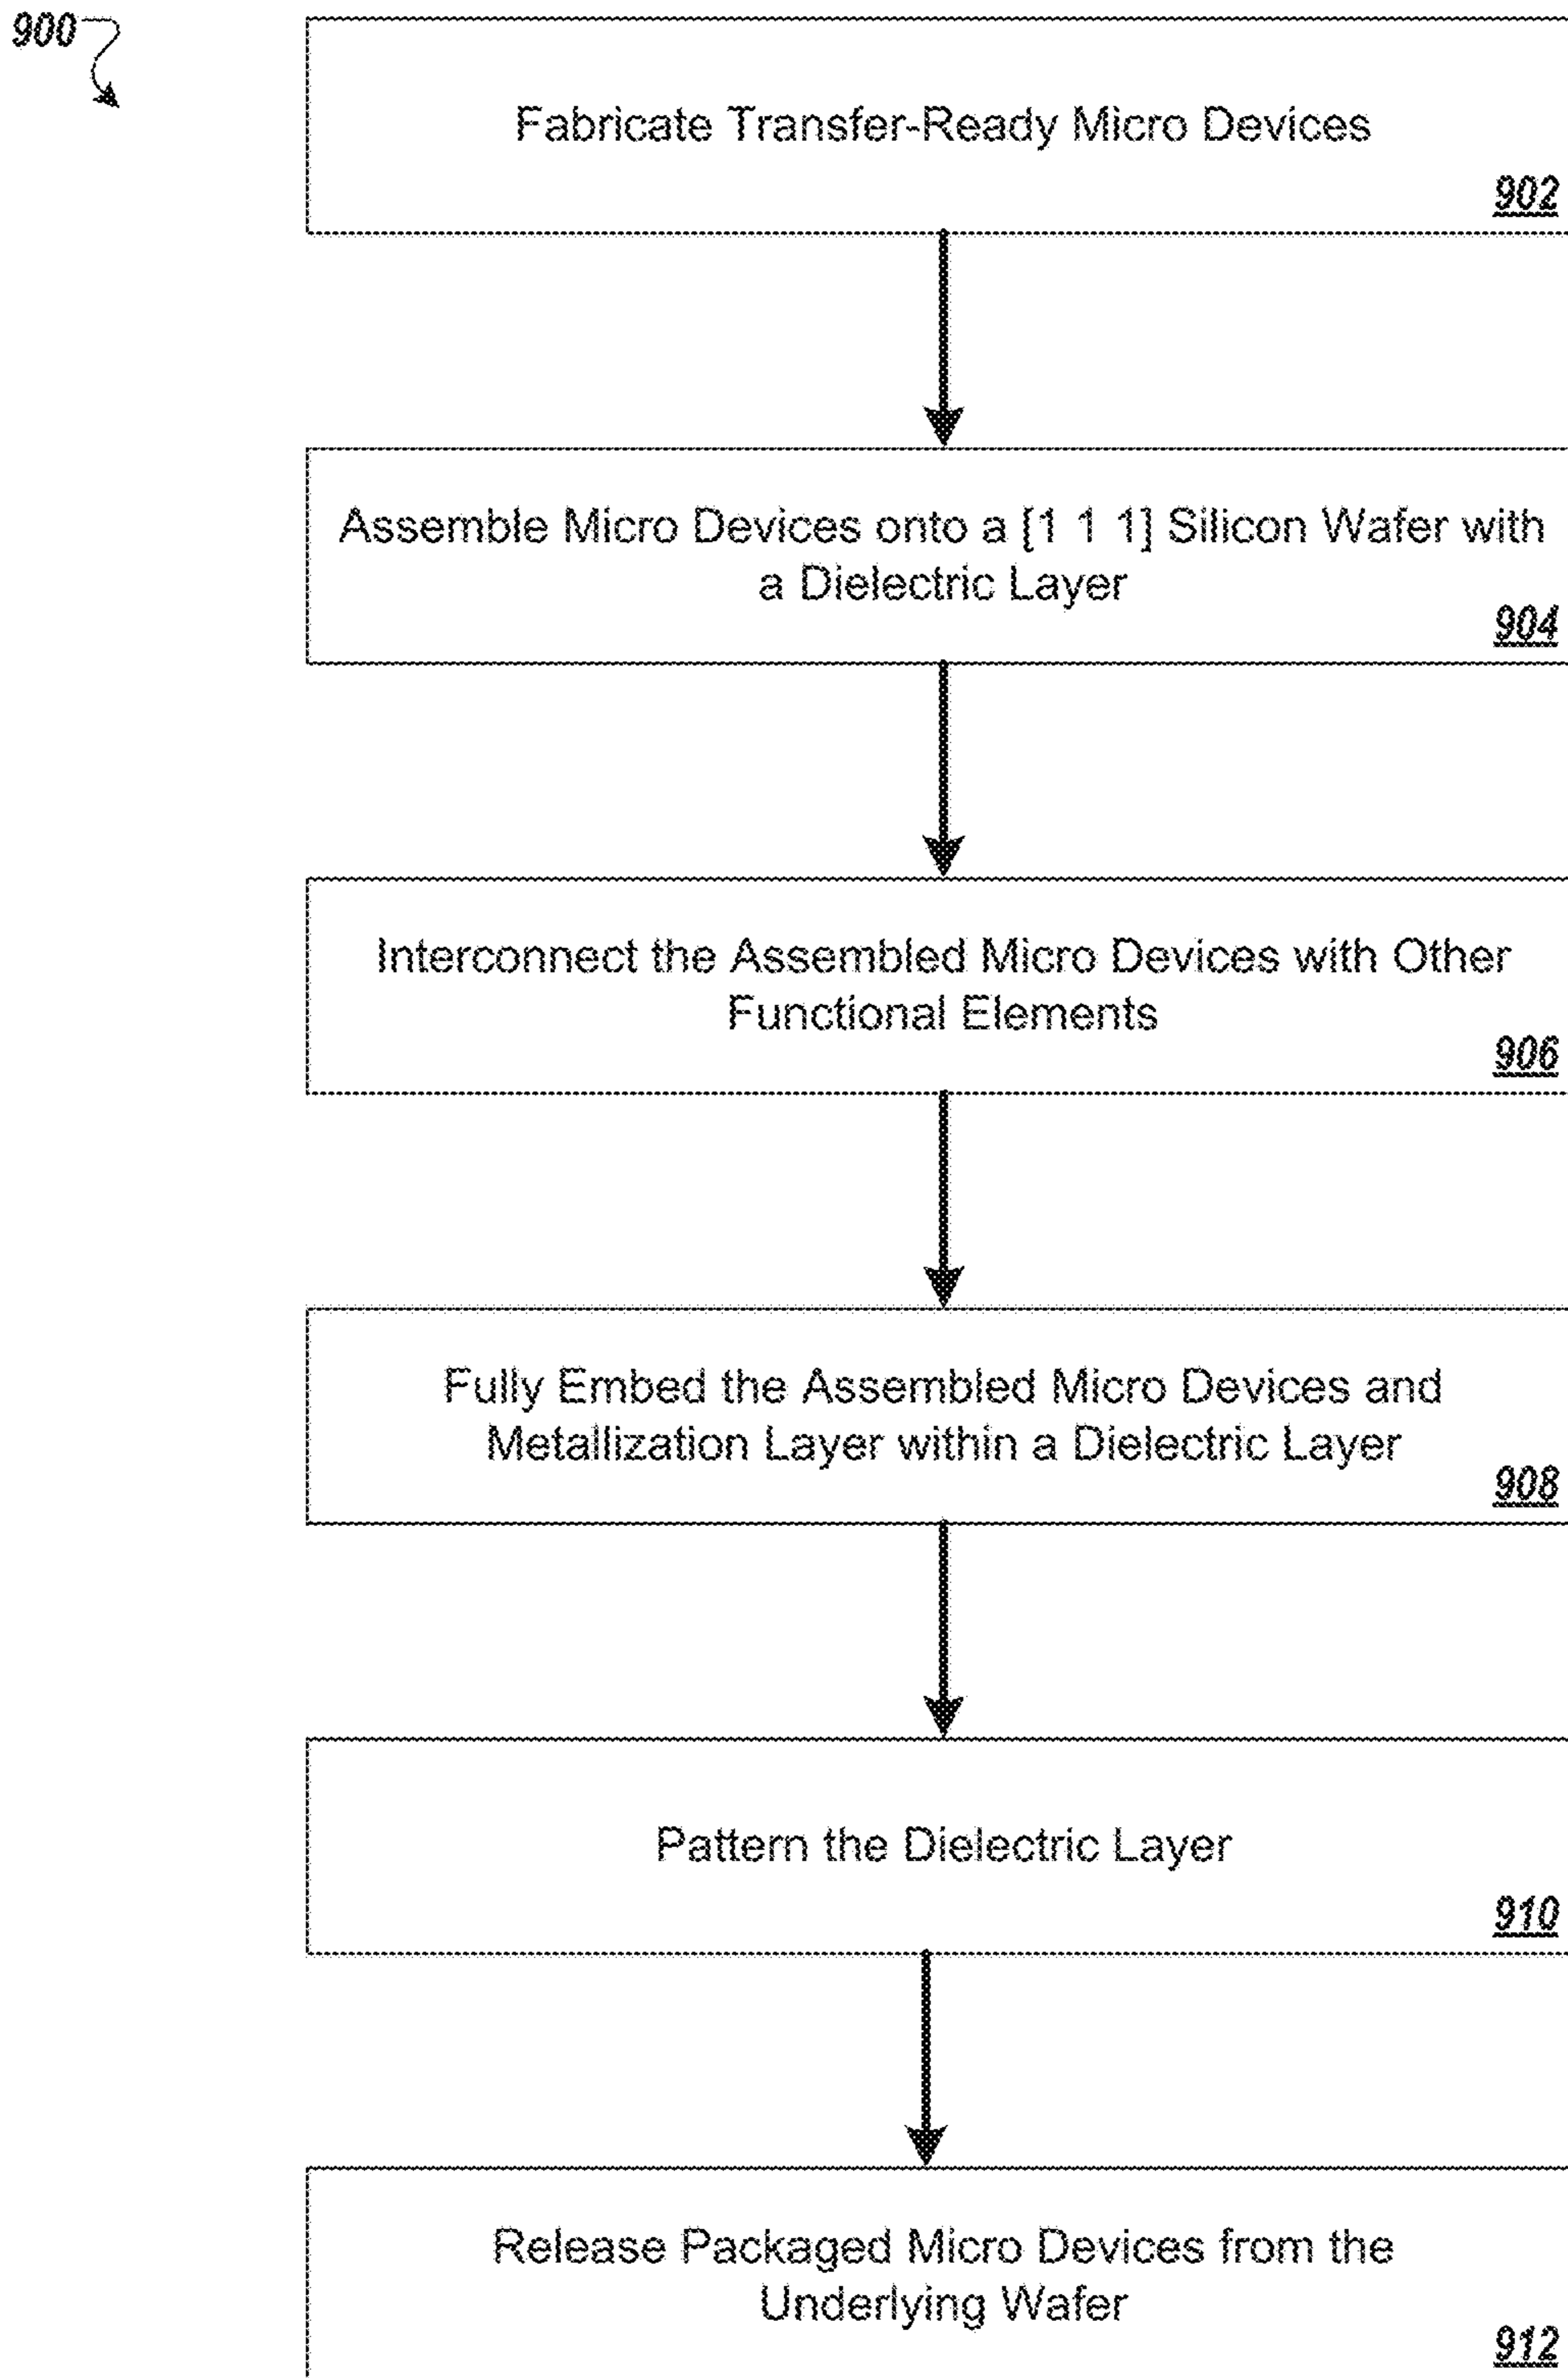 900
Fabricate Transfer-Ready Micro Devices
902
Assemble Micro Devices onto a [1 1 1] Silicon Wafer with
a Dielectric Layer
904
Interconnect the Assembled Micro Devices with Other
Functional Elements
906
Fully Embed the Assembled Micro Devices and
Metallization Layer within a Dielectric Layer
908
Pattern the Dielectric Layer
910
Release Packaged Micro Devices from the
Underlying Wafer
912